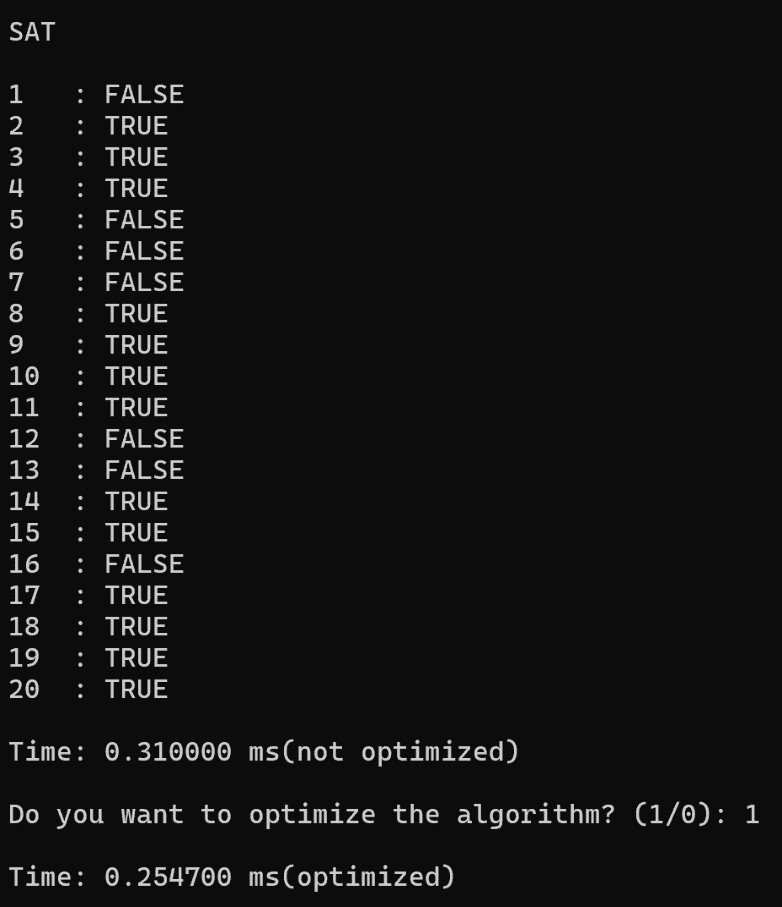 SAT
1 : FALSE
2 : TRUE
3 : TRUE
4 : TRUE
5 : FALSE
6 : FALSE
7 : FALSE
8 : TRUE
9 : TRUE
10 : TRUE
11 : TRUE
12 : FALSE
13 : FALSE
14 : TRUE
15 : TRUE
16 : FALSE
17 : TRUE
18 : TRUE
19 : TRUE
20 : TRUE
Time: 0.310000 ms(not optimized)
Do you want to optimize the algorithm? (1/0): 1
Time: 0.254700 ms(optimized)